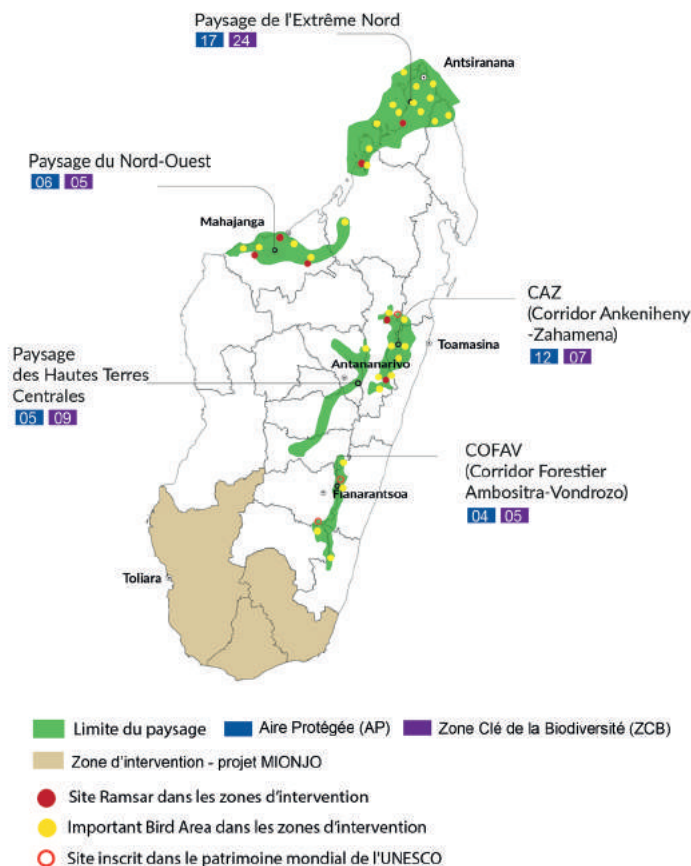 Paysage de l'Extrême Nord
17 24
Antsiranana
Paysage du Nord-Ouest
06 05
Mahajanga
CAZ
(Corridor Ankeniheny
-Zahamena)
12 07
Toamasina
Paysage
des Hautes Terres
Centrales
05 09
Antananarivo
COFAV
(Corridor Forestier
Ambositra-Vondrozo)
04 05
Fianarantsoa
Toliara
Limite du paysage
Aire Protégée (AP)
Zone Clé de la Biodiversité (ZCB)
Zone d'intervention - projet MIONJO
Site Ramsar dans les zones d'intervention
Important Bird Area dans les zones d'intervention
Site inscrit dans le patrimoine mondial de l'UNESCO